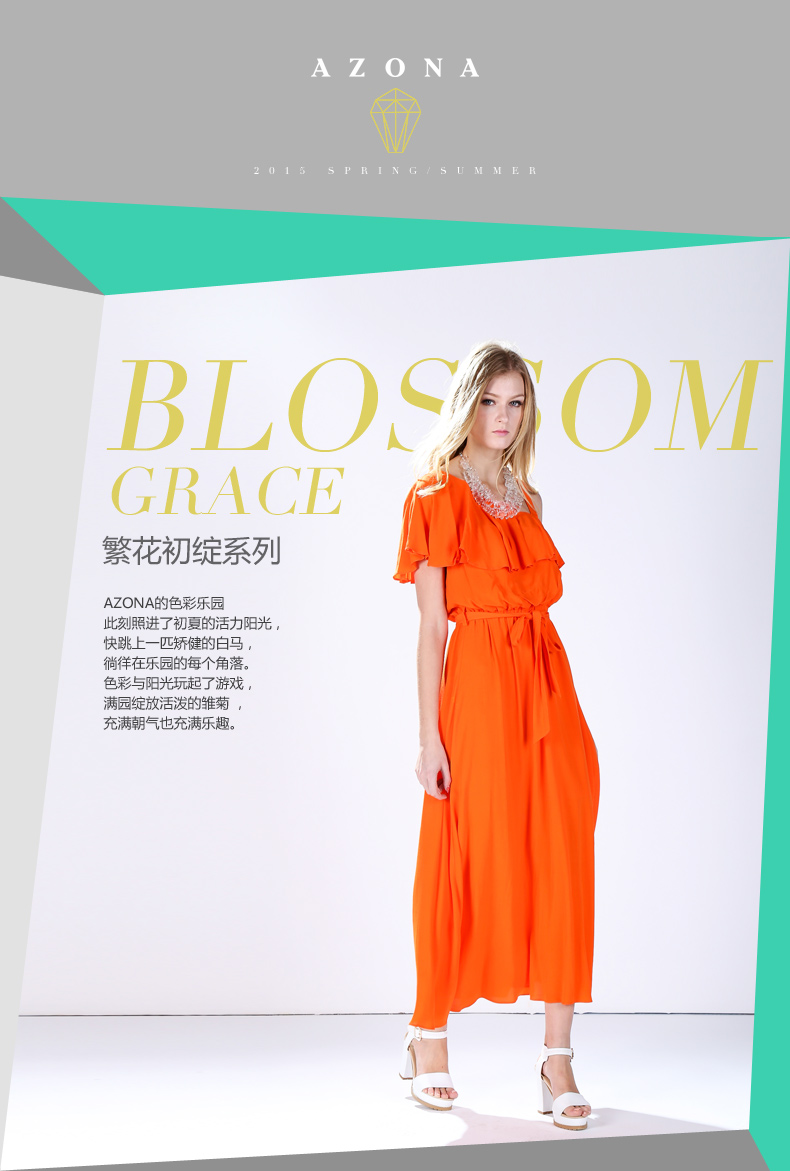 AZONA
2015 SPRING/SUMMER
BLOSSOM
GRACE
繁花初绽系列
AZONA的色彩乐园
此刻照进了初夏的活力阳光，
快跳上一匹矫健的白马，
徜徉在乐园的每个角落。
色彩与阳光玩起了游戏，
满园绽放活泼的雏菊 ，
充满朝气也充满乐趣。